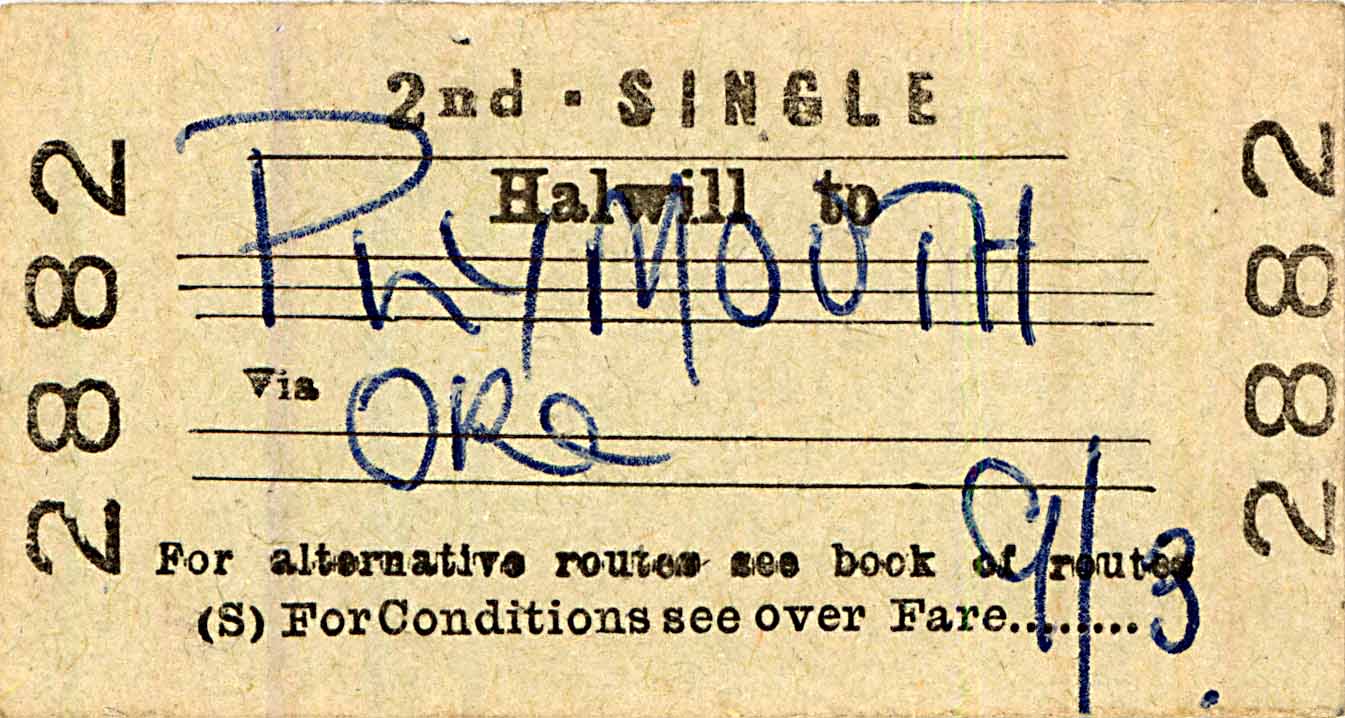 2nd · SINGLE
Halwill to
PLYMOUTH
Via OKE
For alternative routes see book of routes
(S) For Conditions see over Fare........ 9/3
2882
2882